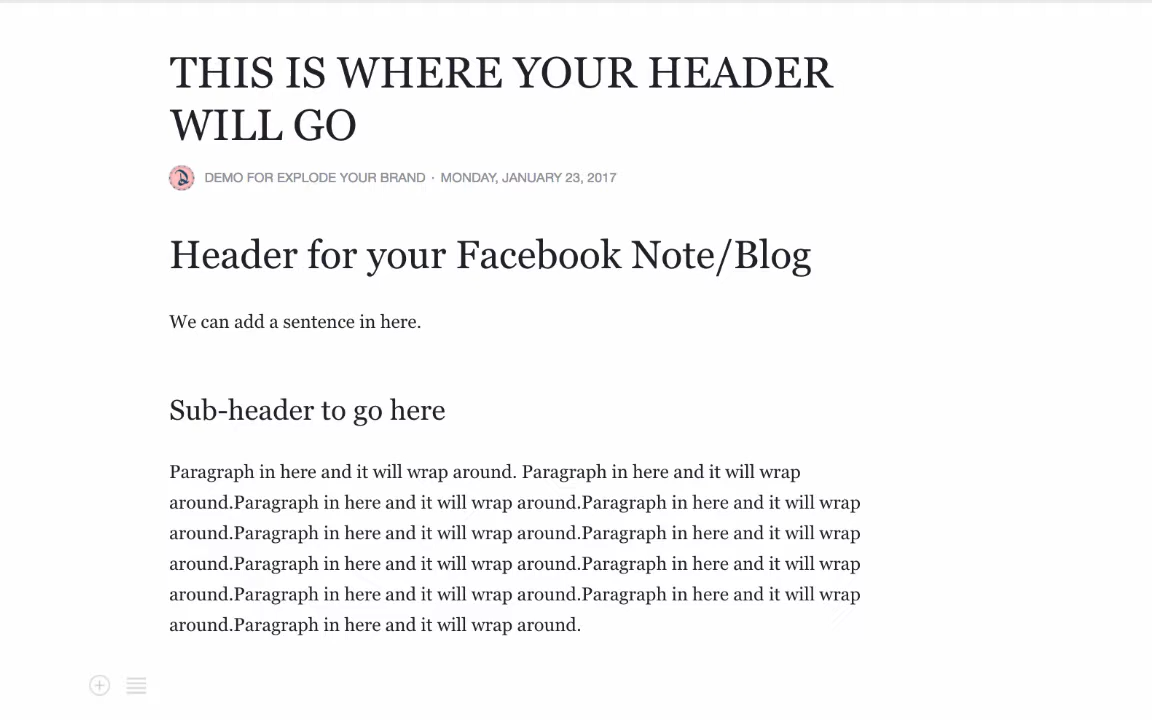 THIS IS WHERE YOUR HEADER
WILL GO
DEMO FOR EXPLODE YOUR BRAND · MONDAY, JANUARY 23, 2017
Header for your Facebook Note/Blog
We can add a sentence in here.
Sub-header to go here
Paragraph in here and it will wrap around. Paragraph in here and it will wrap
around.Paragraph in here and it will wrap around.Paragraph in here and it will wrap
around.Paragraph in here and it will wrap around.Paragraph in here and it will wrap
around.Paragraph in here and it will wrap around.Paragraph in here and it will wrap
around.Paragraph in here and it will wrap around.Paragraph in here and it will wrap
around.Paragraph in here and it will wrap around.